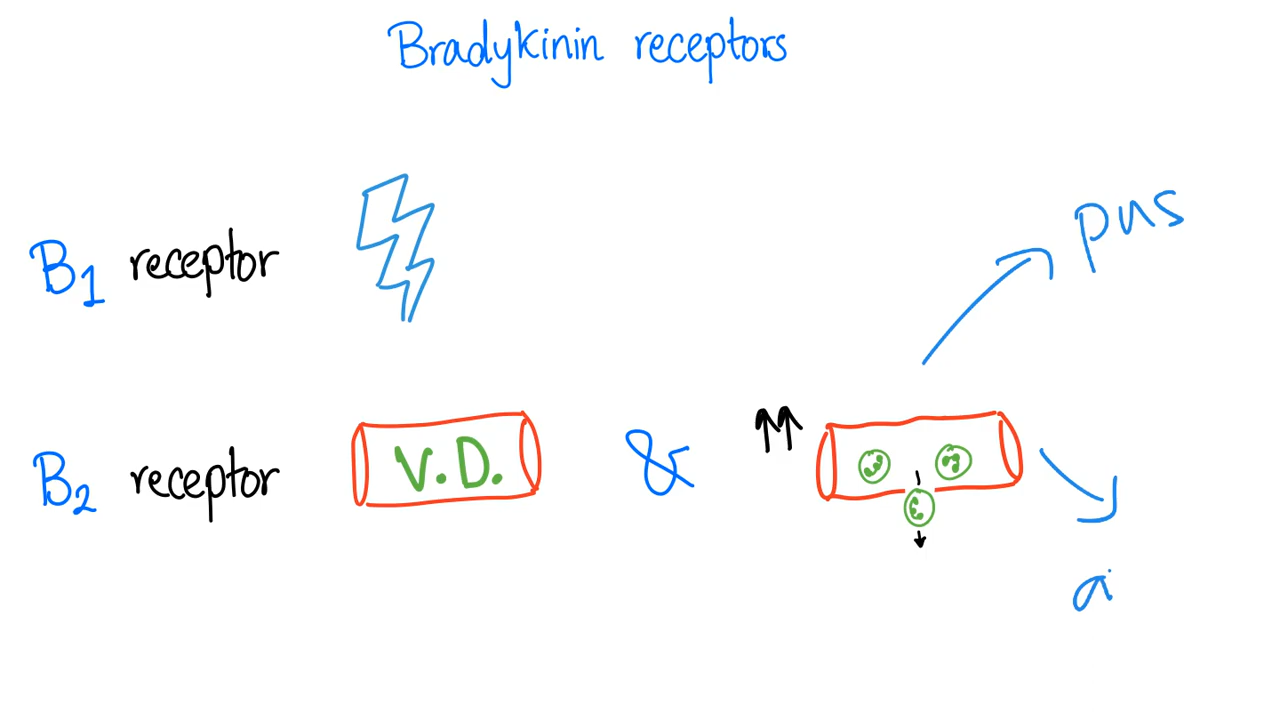 Bradykinin receptors
B1 receptor
pus
B2 receptor V.D. & ↑↑
a